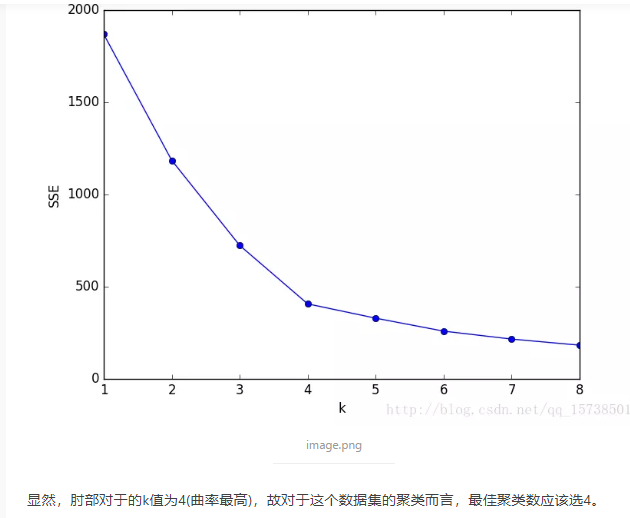 2000
1500
1000
500
0
SSE
1 2 3 4 5 6 7 8
k
http://blog.csdn.net/qq_15738501
image.png
显然，肘部对于的k值为4(曲率最高)，故对于这个数据集的聚类而言，最佳聚类数应该选4。